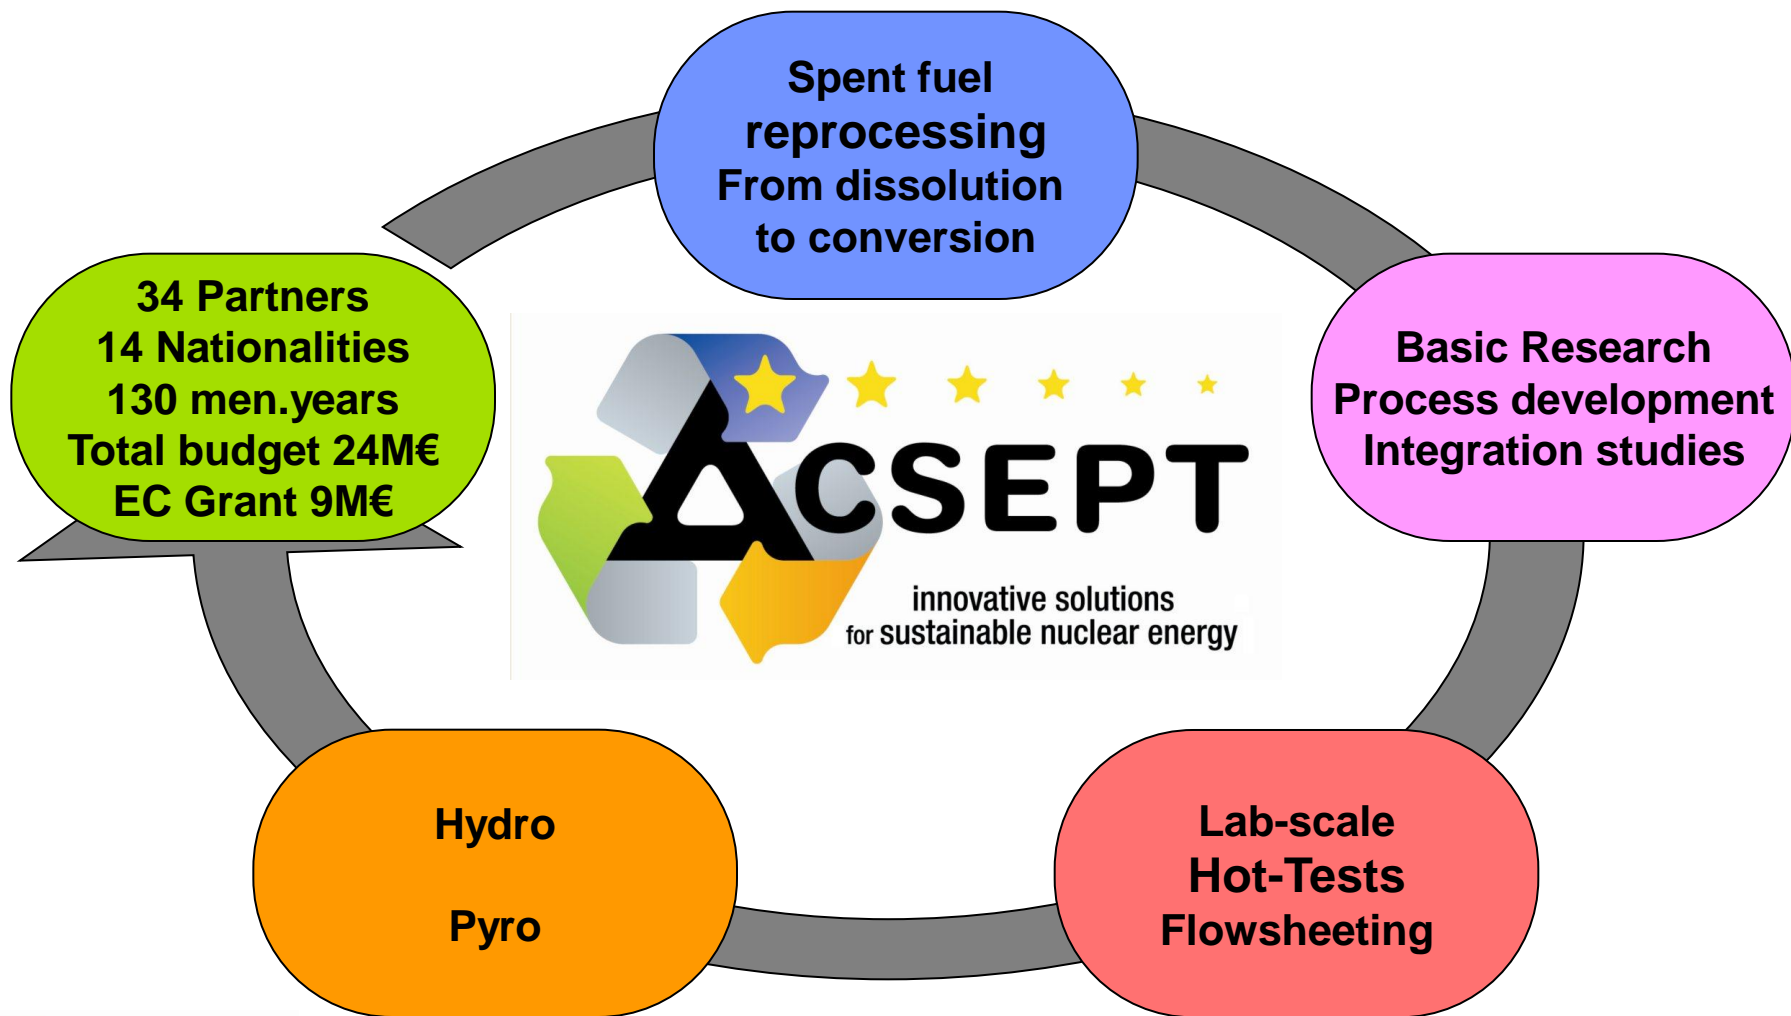 Spent fuel
reprocessing
From dissolution
to conversion
34 Partners
14 Nationalities
130 men.years
Total budget 24M€
EC Grant 9M€
Basic Research
Process development
Integration studies
ACSEPT
innovative solutions
for sustainable nuclear energy
Hydro
Pyro
Lab-scale
Hot-Tests
Flowsheeting